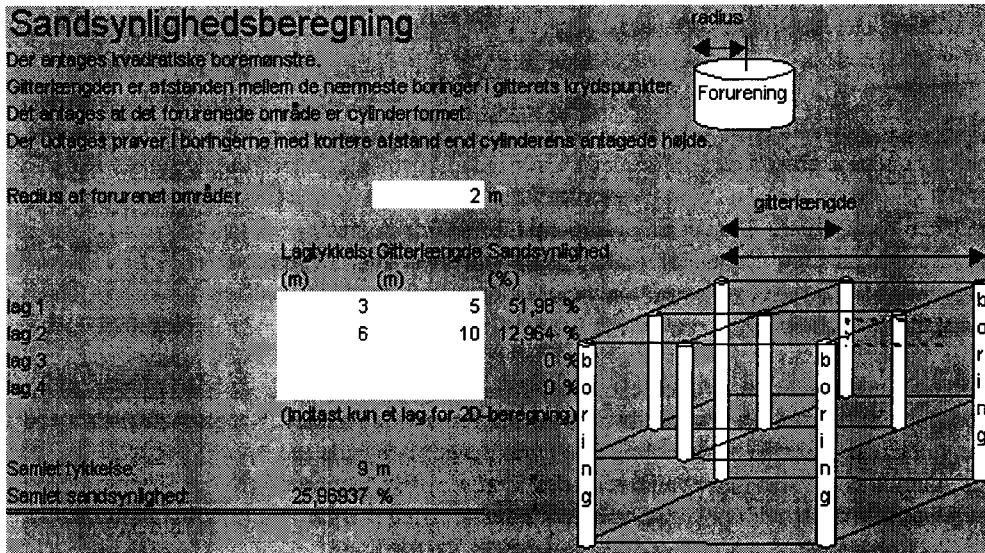 Sandsynlighedsberegning
radius
Der antages kvadratiske boremønstre.
Gitterlængden er afstanden mellem de nærmeste boringer i gitterets krydspunkter.
Forurening
Det antages at det forurenede område er cylinderformet.
Der udtages prøver i boringerne med kortere afstand end cylinderens antagede højde.
Radius af forurenet område: 2 m
gitterlængde
Lagtykkelse Gitterlængde Sandsynlighed
(m) (m) (%)
lag 1 3 5 51,98 %
lag 2 6 10 12,964 %
lag 3 0 %
lag 4 0 %
(Indtast kun et lag for 2D-beregning)
Samlet tykkelse: 9 m
Samlet sandsynlighed: 25,96937 %
boring
boring
boring